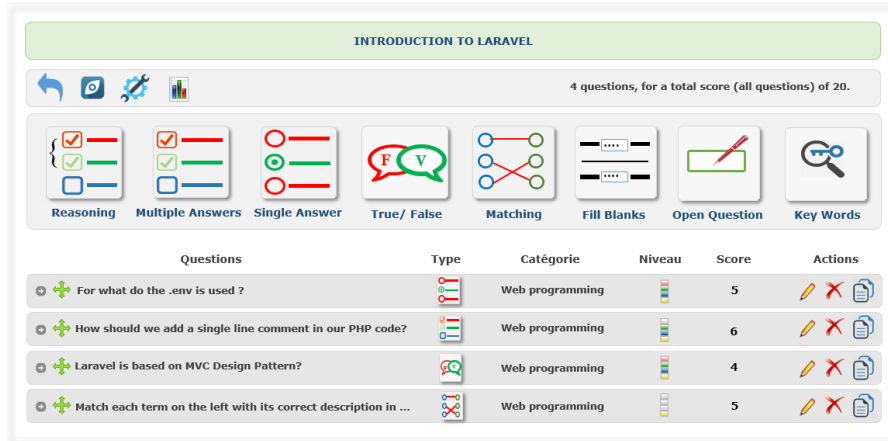 INTRODUCTION TO LARAVEL
4 questions, for a total score (all questions) of 20.
F V
Reasoning Multiple Answers Single Answer True/ False Matching Fill Blanks Open Question Key Words
Questions Type Catégorie Niveau Score Actions
For what do the .env is used ? Web programming 5
How should we add a single line comment in our PHP code? Web programming 6
Laravel is based on MVC Design Pattern? Web programming 4
Match each term on the left with its correct description in ... Web programming 5